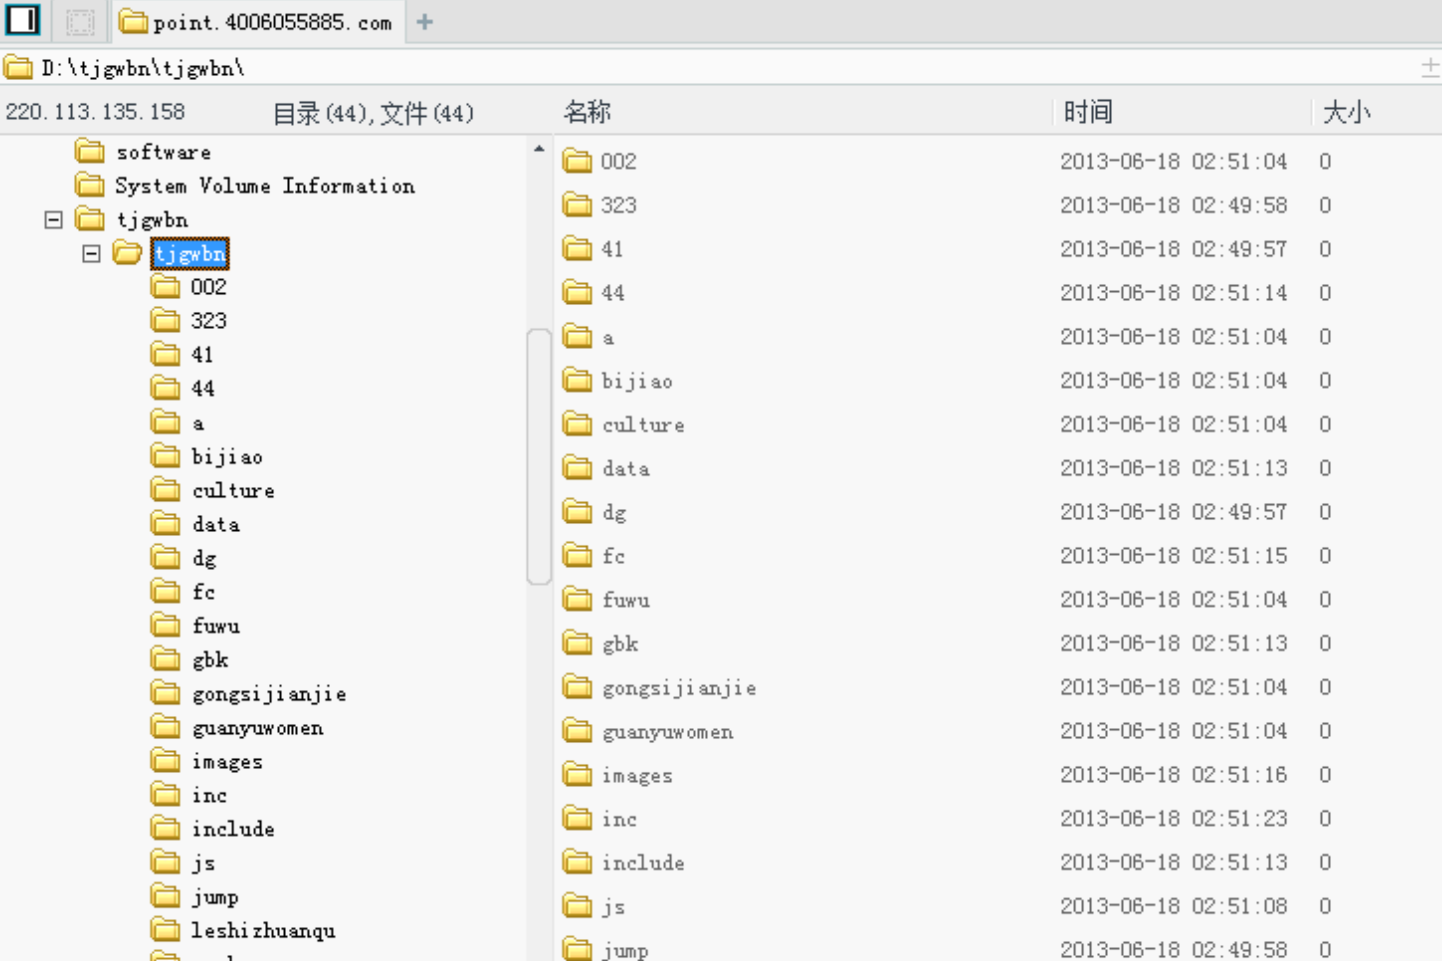 point.4006055885.com
D:\tjgwbn\tjgwbn\
220.113.135.158 目录(44),文件(44) 名称 时间 大小
software
System Volume Information
tjgwbn
tjgwbn
002
323
41
44
a
bijiao
culture
data
dg
fc
fuwu
gbk
gongsijianjie
guanyuwomen
images
inc
include
js
jump
leshizhuanqu
002 2013-06-18 02:51:04 0
323 2013-06-18 02:49:58 0
41 2013-06-18 02:49:57 0
44 2013-06-18 02:51:14 0
a 2013-06-18 02:51:04 0
bijiao 2013-06-18 02:51:04 0
culture 2013-06-18 02:51:04 0
data 2013-06-18 02:51:13 0
dg 2013-06-18 02:49:57 0
fc 2013-06-18 02:51:15 0
fuwu 2013-06-18 02:51:04 0
gbk 2013-06-18 02:51:13 0
gongsijianjie 2013-06-18 02:51:04 0
guanyuwomen 2013-06-18 02:51:04 0
images 2013-06-18 02:51:16 0
inc 2013-06-18 02:51:23 0
include 2013-06-18 02:51:13 0
js 2013-06-18 02:51:08 0
jump 2013-06-18 02:49:58 0